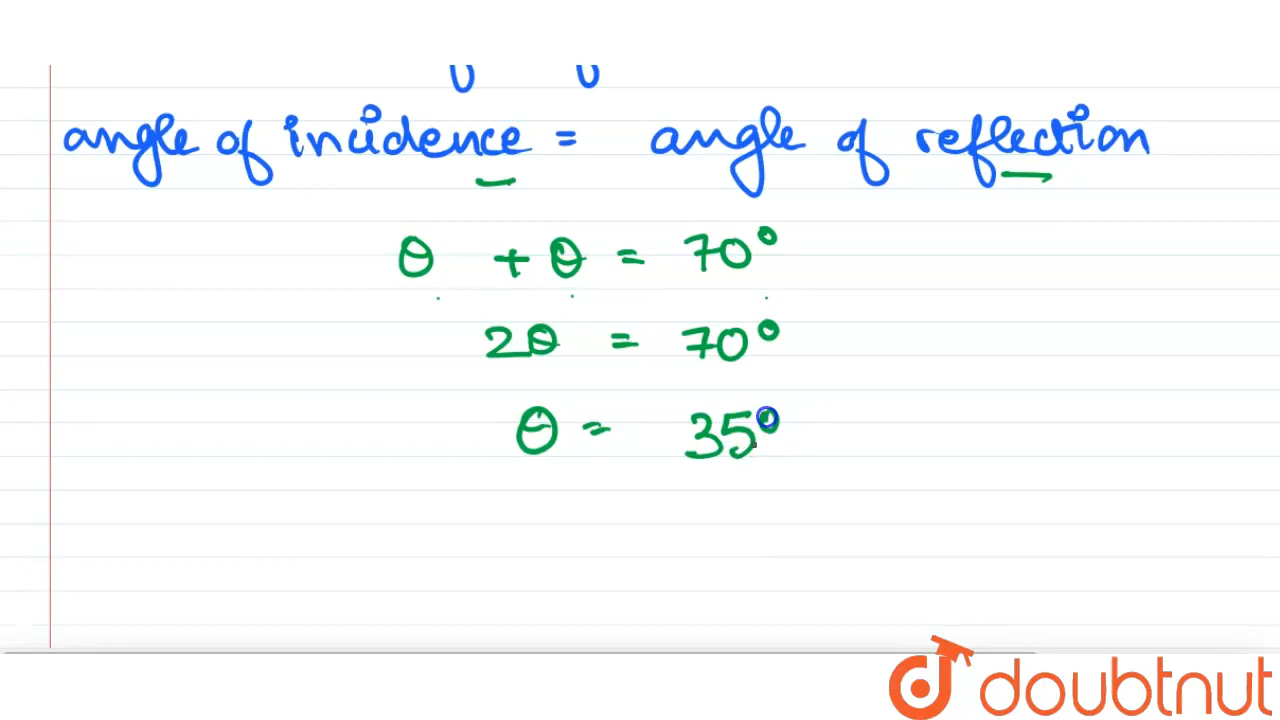 angle of incidence = angle of reflection
θ + θ = 70°
2θ = 70°
θ = 35°
doubtnut